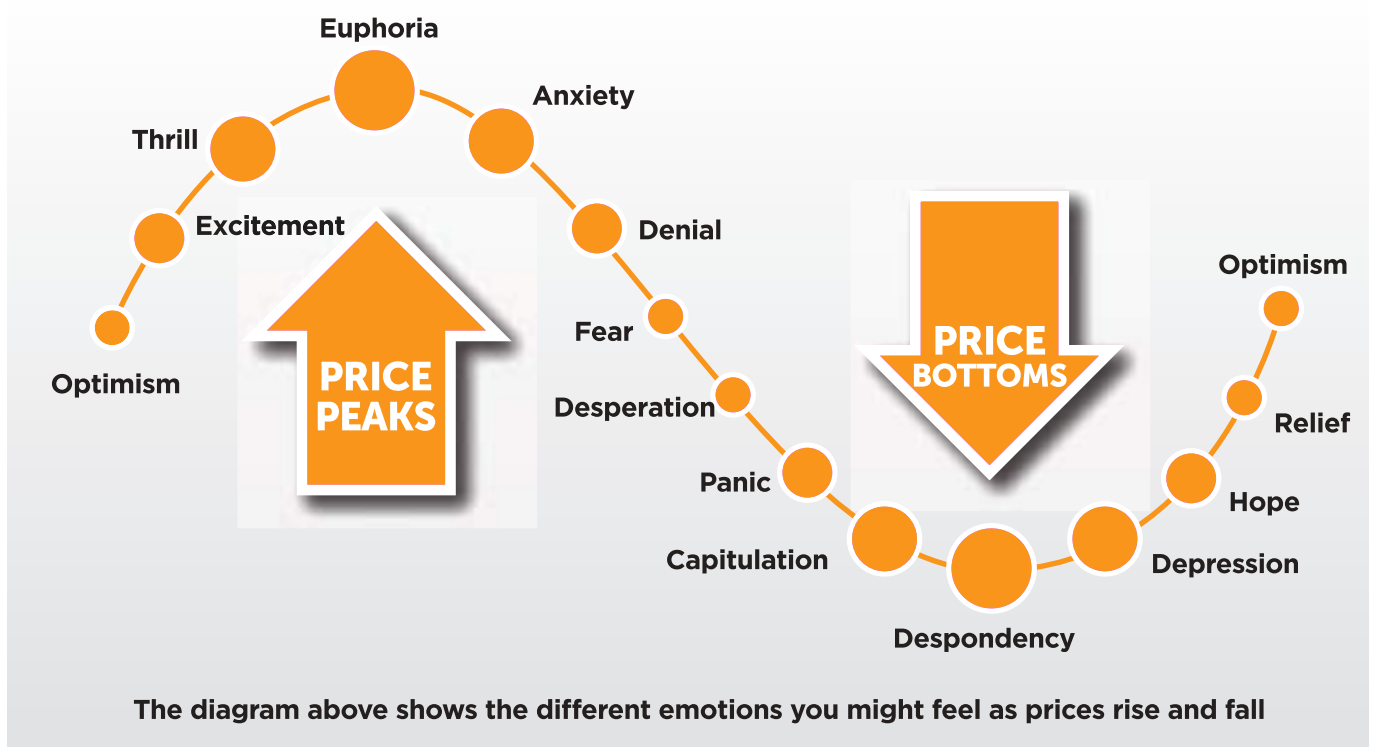 Euphoria
Anxiety
Thrill
Excitement
Denial
Optimism
Fear
PRICE
BOTTOMS
PRICE
PEAKS
Optimism
Desperation
Relief
Panic
Hope
Capitulation
Depression
Despondency
The diagram above shows the different emotions you might feel as prices rise and fall